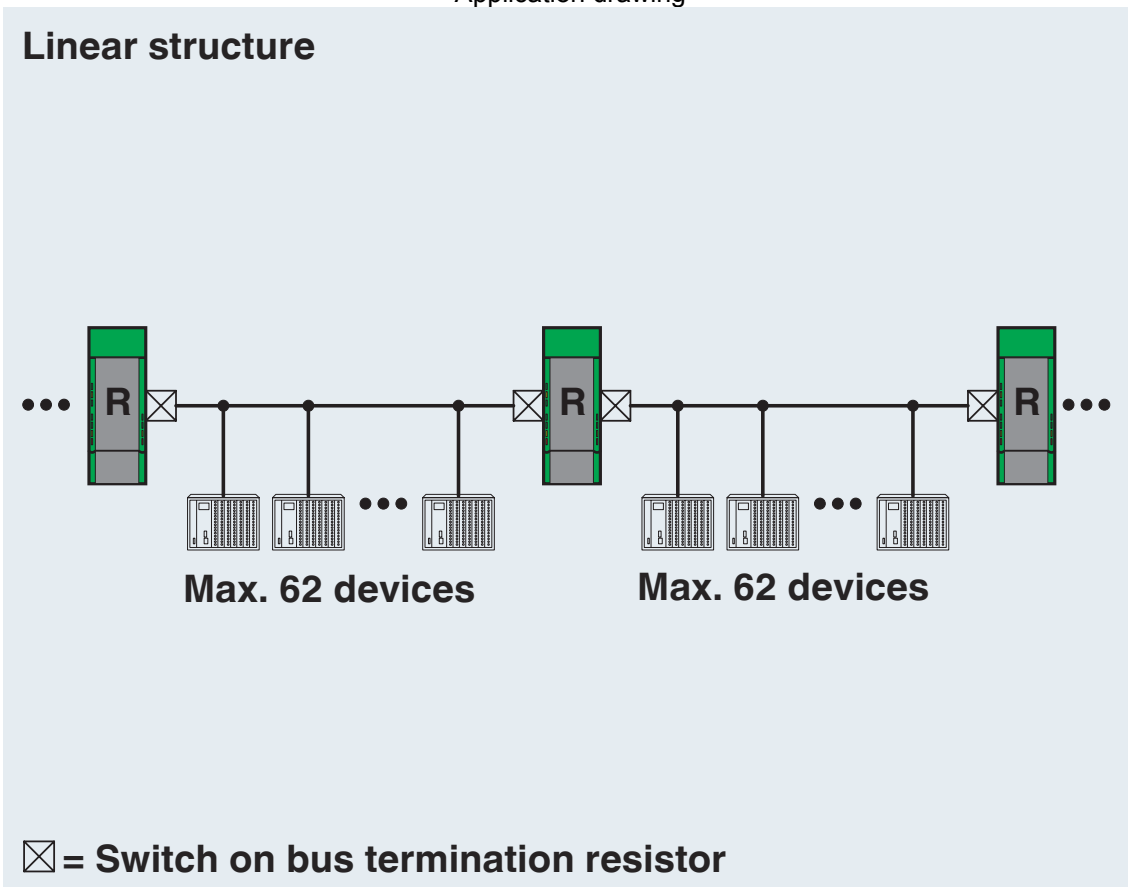 Application drawing
Linear structure
R R R
Max. 62 devices Max. 62 devices
= Switch on bus termination resistor